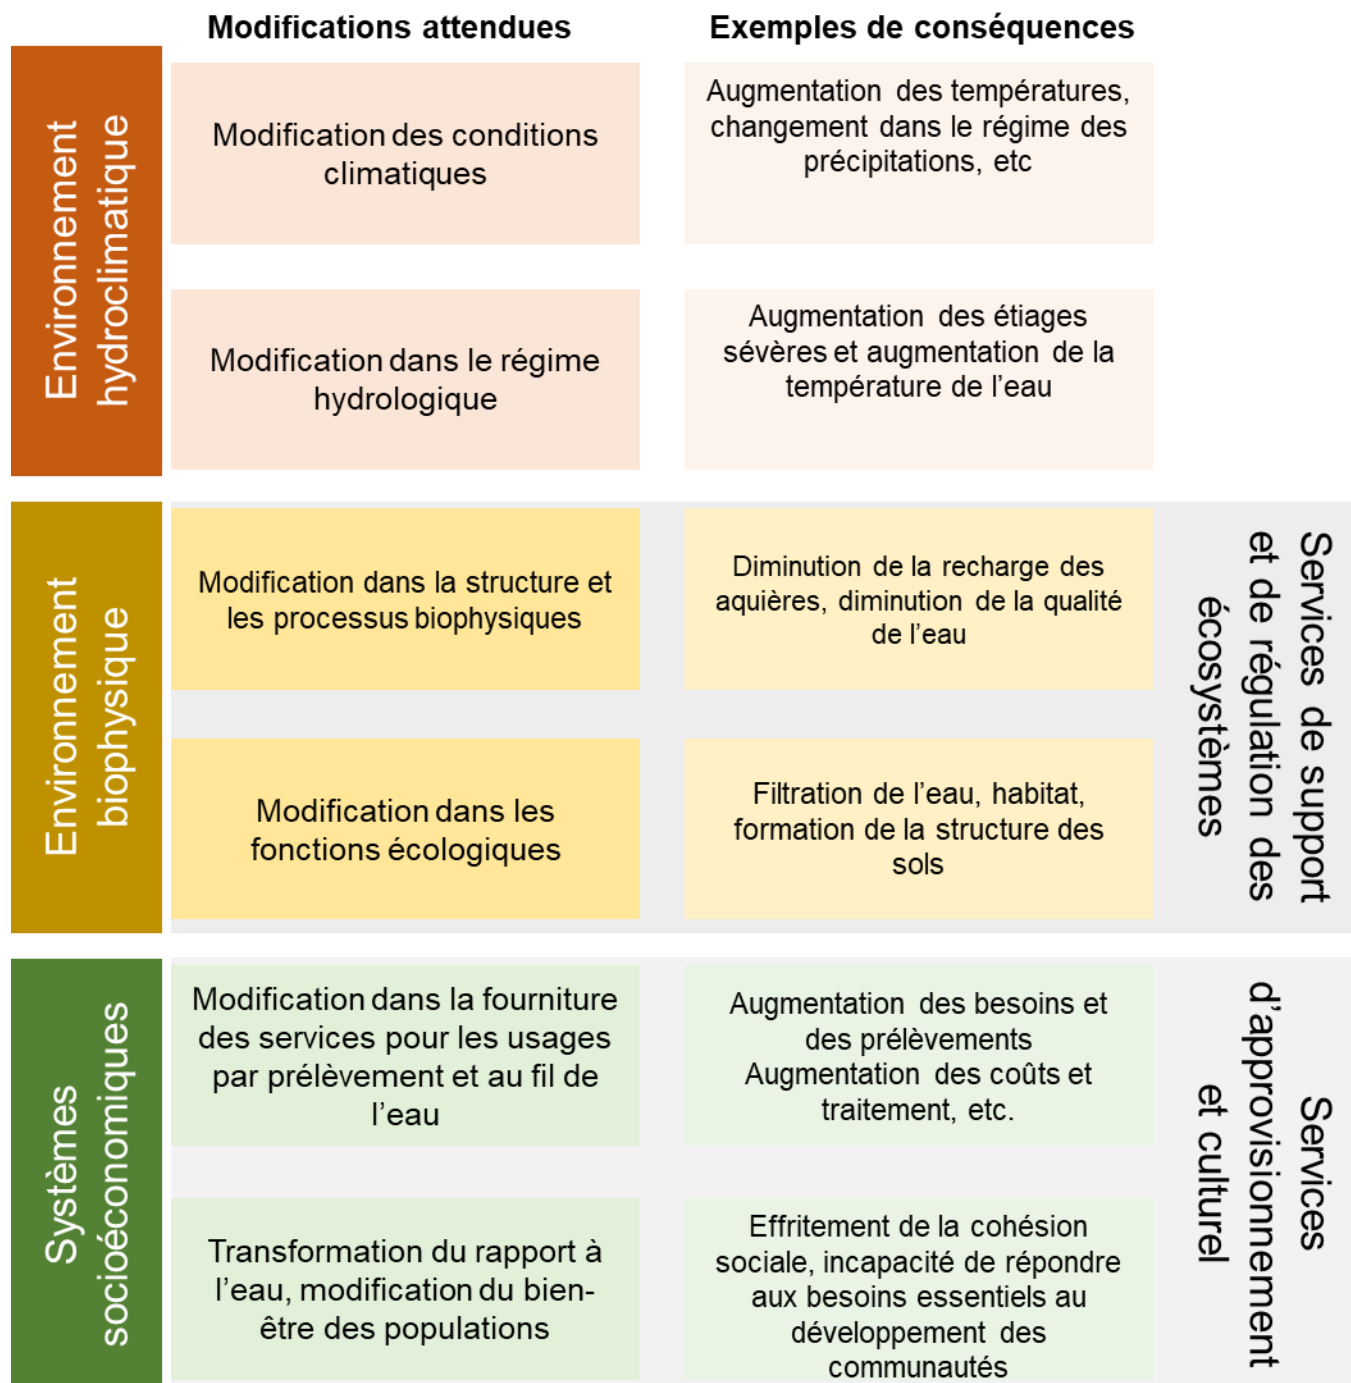 Modifications attendues
Exemples de conséquences
Environnement
hydroclimatique
Modification des conditions
climatiques
Augmentation des températures,
changement dans le régime des
précipitations, etc
Modification dans le régime
hydrologique
Augmentation des étiages
sévères et augmentation de la
température de l’eau
Environnement
biophysique
Modification dans la structure et
les processus biophysiques
Diminution de la recharge des
aquières, diminution de la qualité
de l’eau
Modification dans les
fonctions écologiques
Filtration de l’eau, habitat,
formation de la structure des
sols
Services de support
et de régulation des
écosystèmes
Systèmes
socioéconomiques
Modification dans la fourniture
des services pour les usages
par prélèvement et au fil de
l’eau
Augmentation des besoins et
des prélèvements
Augmentation des coûts et
traitement, etc.
Transformation du rapport à
l’eau, modification du bien-
être des populations
Effritement de la cohésion
sociale, incapacité de répondre
aux besoins essentiels au
développement des
communautés
Services
d’approvisionnement
et culturel